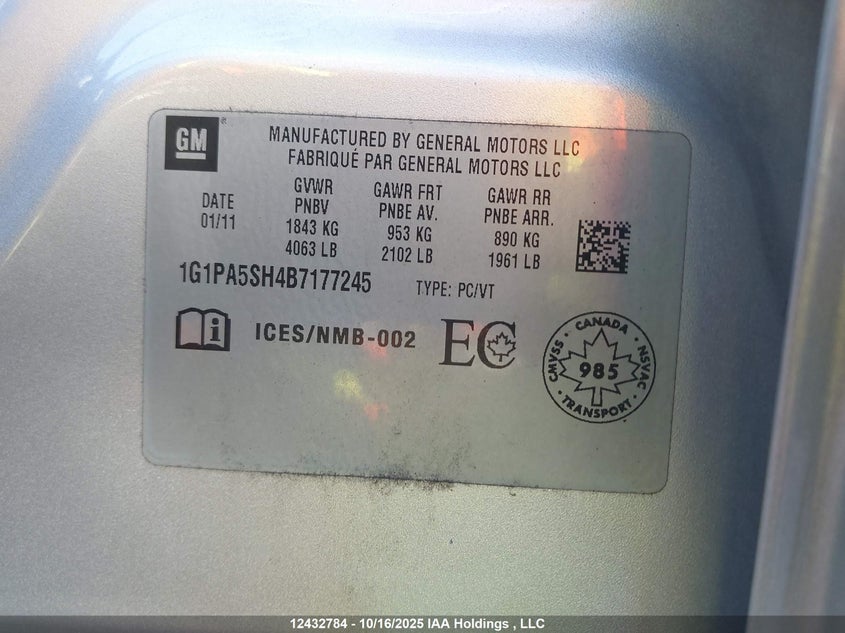 GM
MANUFACTURED BY GENERAL MOTORS LLC
FABRIQUÉ PAR GENERAL MOTORS LLC
DATE
01/11
GVWR
PNBV
1843 KG
4063 LB
GAWR FRT
PNBE AV.
953 KG
2102 LB
GAWR RR
PNBE ARR.
890 KG
1961 LB
1G1PA5SH4B7177245
TYPE: PC/VT
ICES/NMB-002
EC
CANADA
CMVSS
985
NSVAC
TRANSPORT
12432784 - 10/16/2025 IAA Holdings , LLC